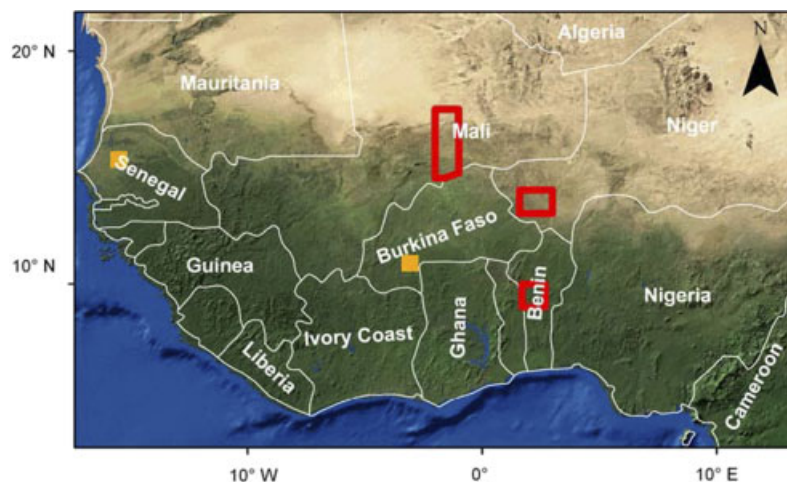 20° N
Algeria
N
Mauritania
Mali
Niger
Senegal
Burkina Faso
10° N
Guinea
Benin
Nigeria
Ivory Coast
Ghana
Liberia
Cameroon
10° W
0°
10° E